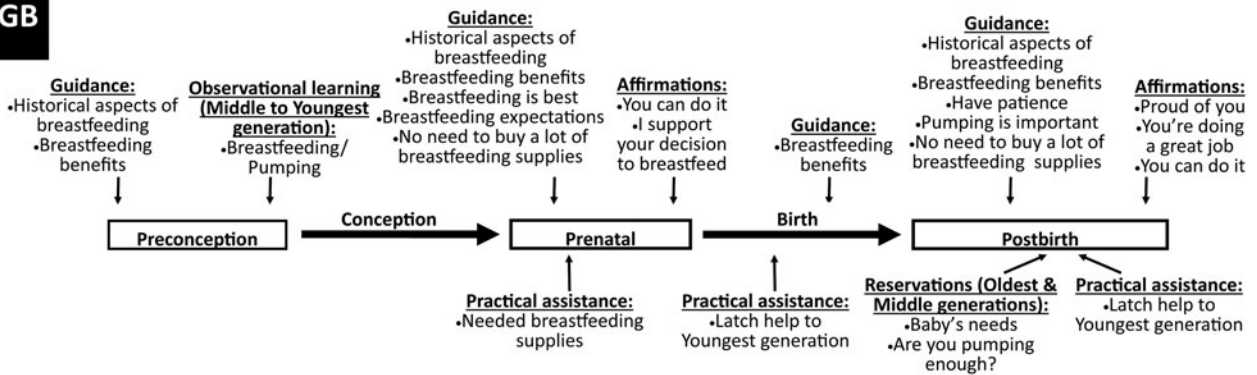 GB
Guidance:
•Historical aspects of
breastfeeding
•Breastfeeding
benefits
Observational learning
(Middle to Youngest
generation):
•Breastfeeding/
Pumping
Guidance:
•Historical aspects of
breastfeeding
•Breastfeeding benefits
•Breastfeeding is best
•Breastfeeding expectations
•No need to buy a lot of
breastfeeding supplies
Affirmations:
•You can do it
•I support
your decision
to breastfeed
Guidance:
•Breastfeeding
benefits
Guidance:
•Historical aspects of
breastfeeding
•Breastfeeding benefits
•Have patience
•Pumping is important
•No need to buy a lot of
breastfeeding supplies
Affirmations:
•Proud of you
•You're doing
a great job
•You can do it
Preconception
Conception
Prenatal
Birth
Postbirth
Practical assistance:
•Needed breastfeeding
supplies
Practical assistance:
•Latch help to
Youngest generation
Reservations (Oldest &
Middle generations):
•Baby's needs
•Are you pumping
enough?
Practical assistance:
•Latch help to
Youngest generation